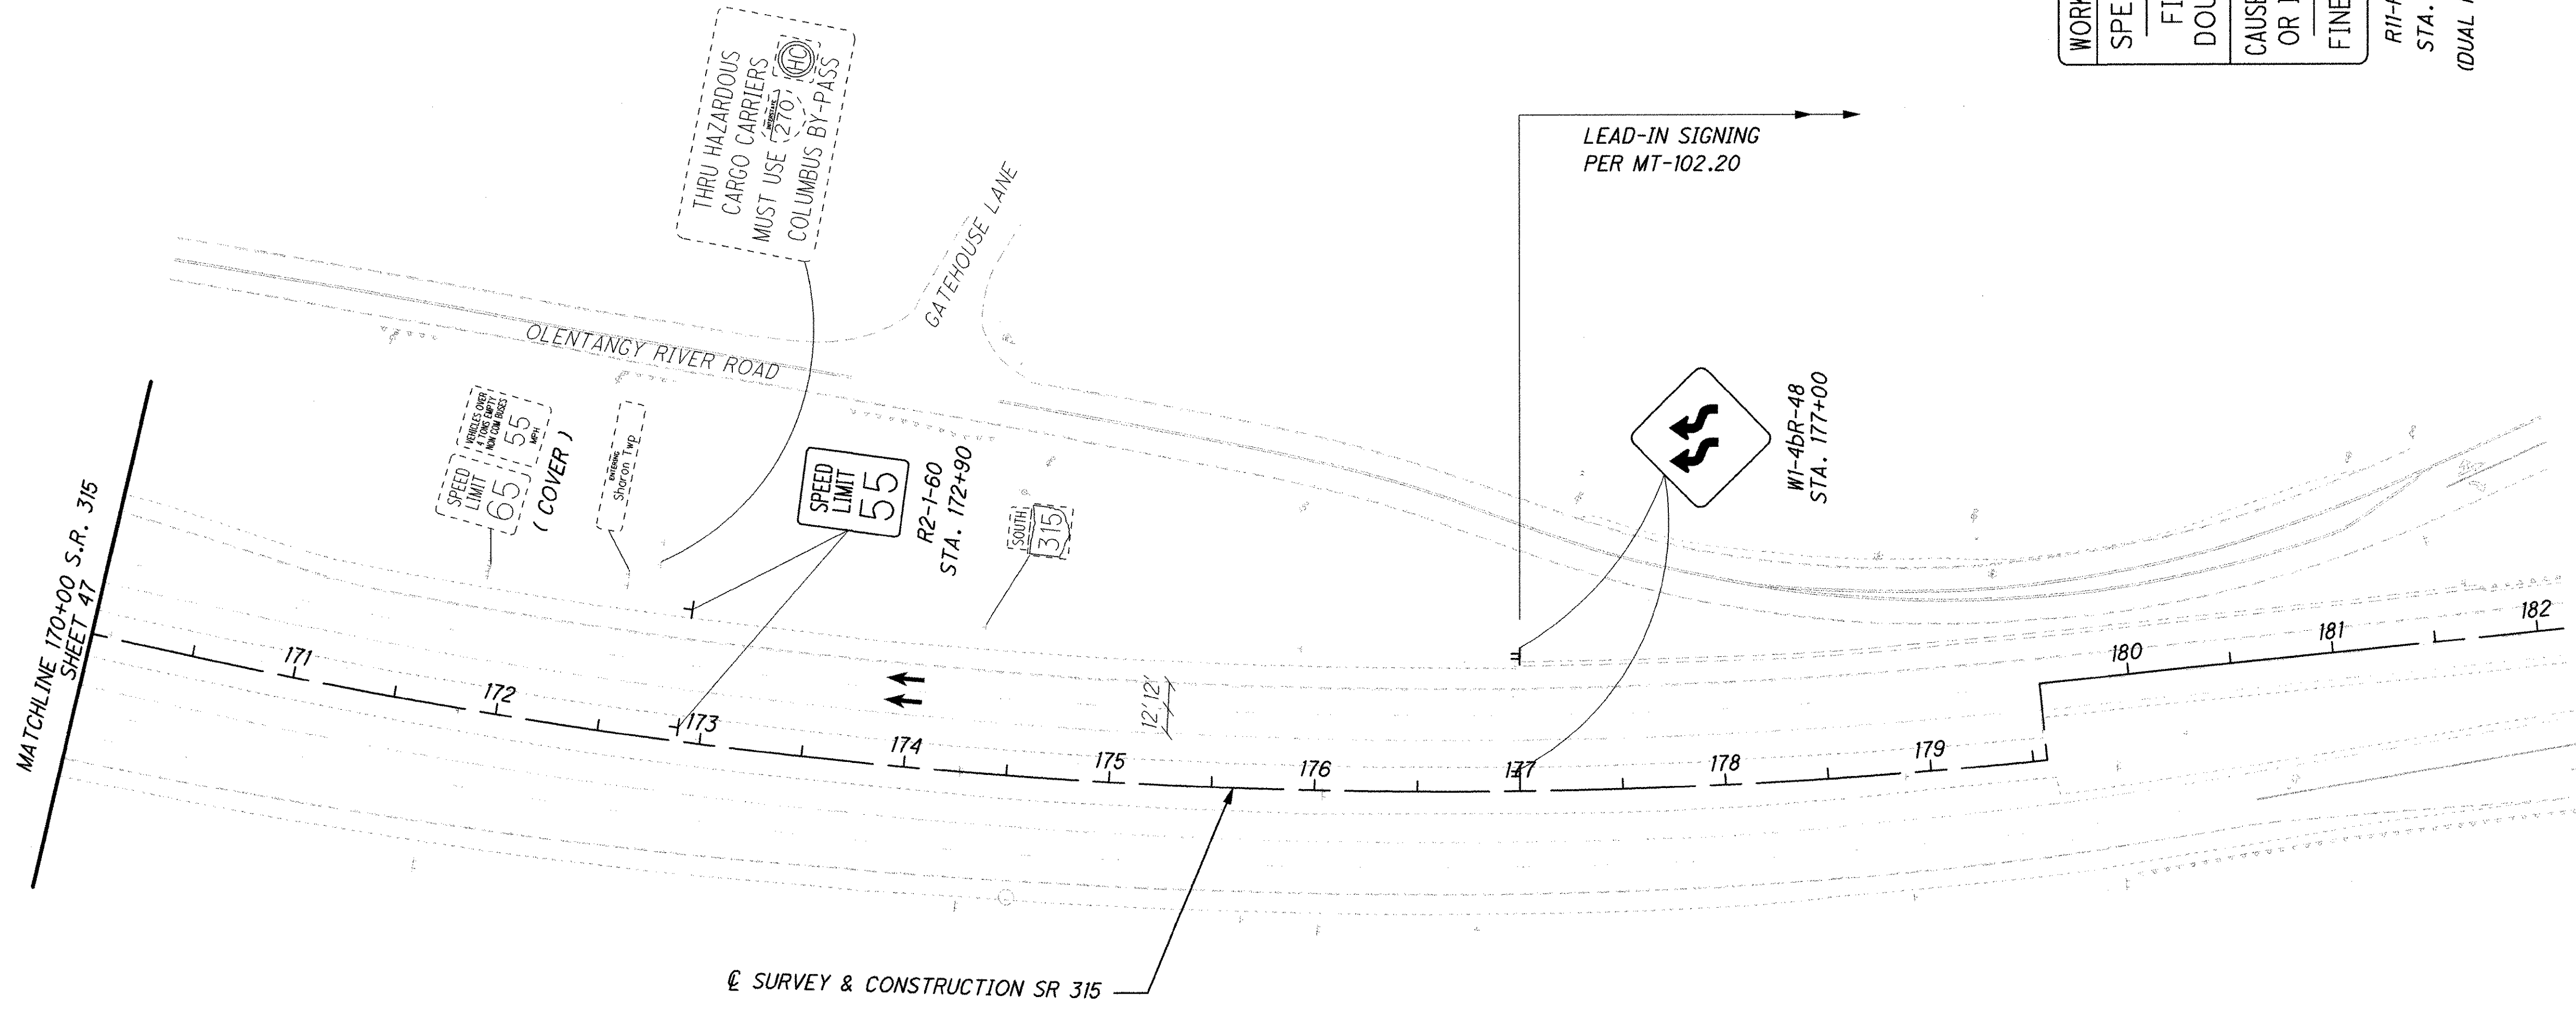 THRU HAZARDOUS
CARGO CARRIERS
MUST USE INTERSTATE 270 HC
COLUMBUS BY-PASS
WORK
SPE
FI
DOU
CAUSE
OR
FINE
STA.
(DUAL
LEAD-IN SIGNING
PER MT-102.20
GATEHOUSE LANE
OLENTANGY RIVER ROAD
MATCHLINE 170+00 S.R. 315
SHEET 47
SPEED
LIMIT
65
VEHICLES OVER
4 TONS EMPTY
NON COM BUSES
55
MPH
( COVER )
ENTERING
Sharon Twp
SPEED
LIMIT
55
R2-1-60
STA. 172+90
SOUTH
315
W1-4bR-48
STA. 177+00
12' 12'
171
172
173
174
175
176
177
178
179
180
181
182
℄ SURVEY & CONSTRUCTION SR 315